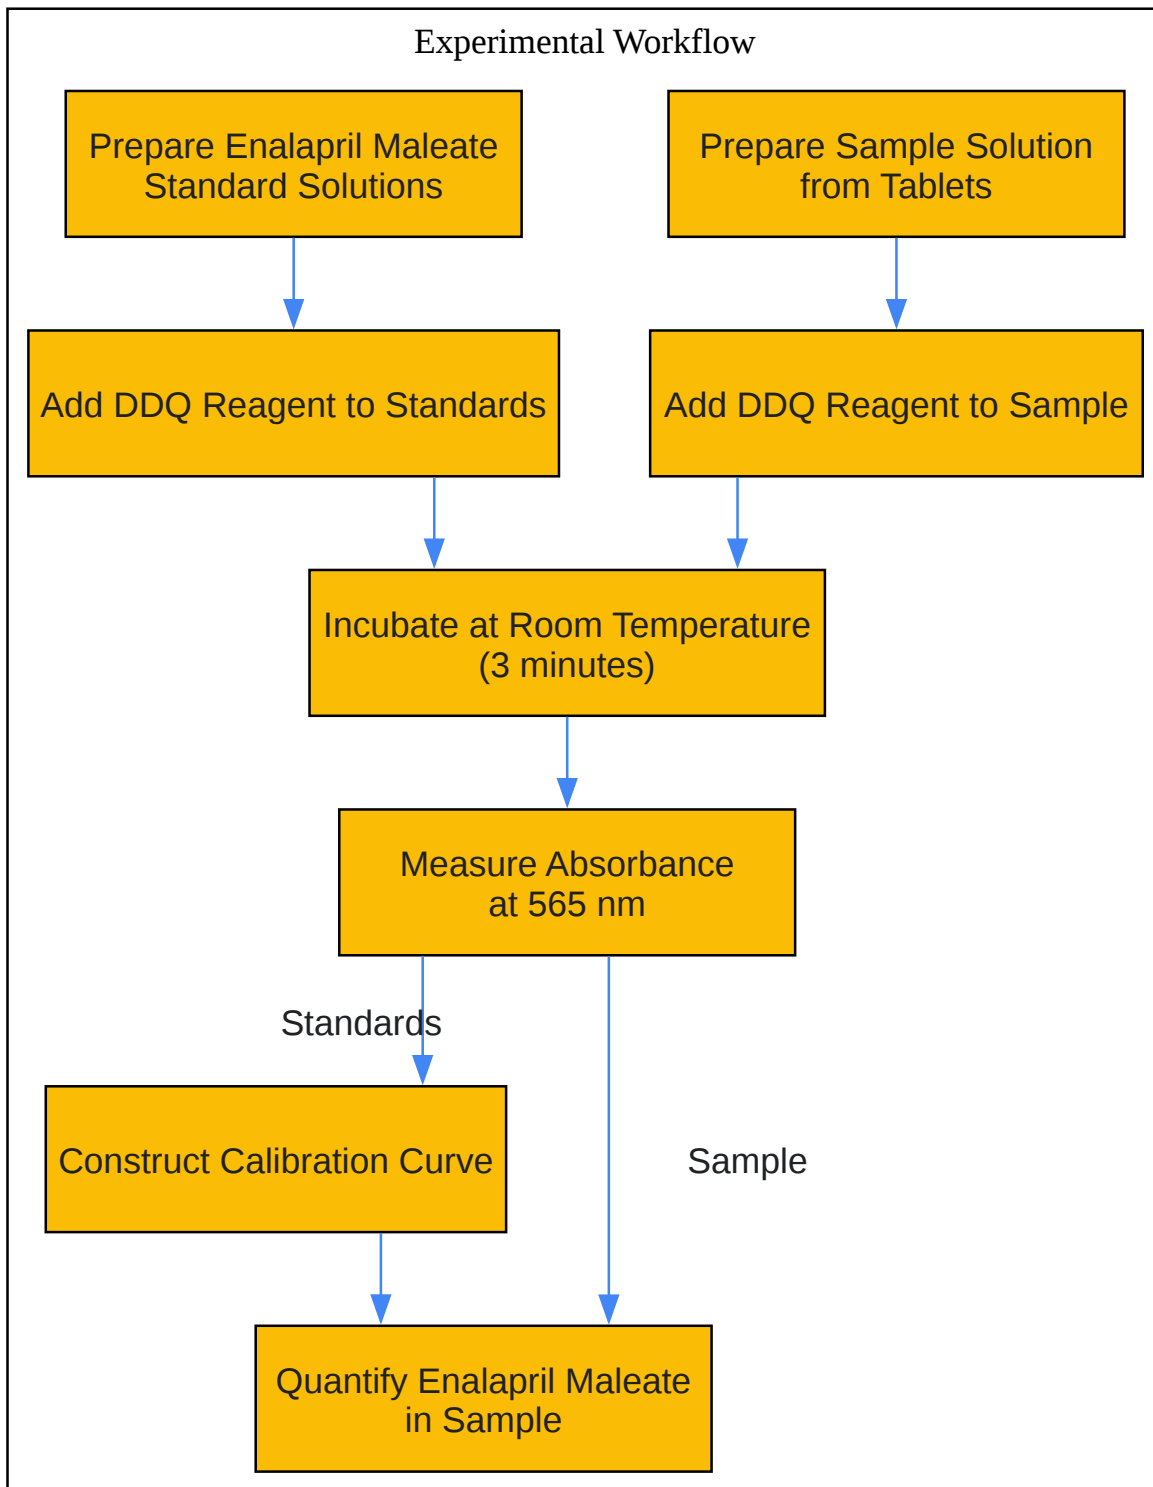 Experimental Workflow
Prepare Enalapril Maleate
Standard Solutions
Prepare Sample Solution
from Tablets
Add DDQ Reagent to Standards
Add DDQ Reagent to Sample
Incubate at Room Temperature
(3 minutes)
Measure Absorbance
at 565 nm
Standards
Construct Calibration Curve
Sample
Quantify Enalapril Maleate
in Sample